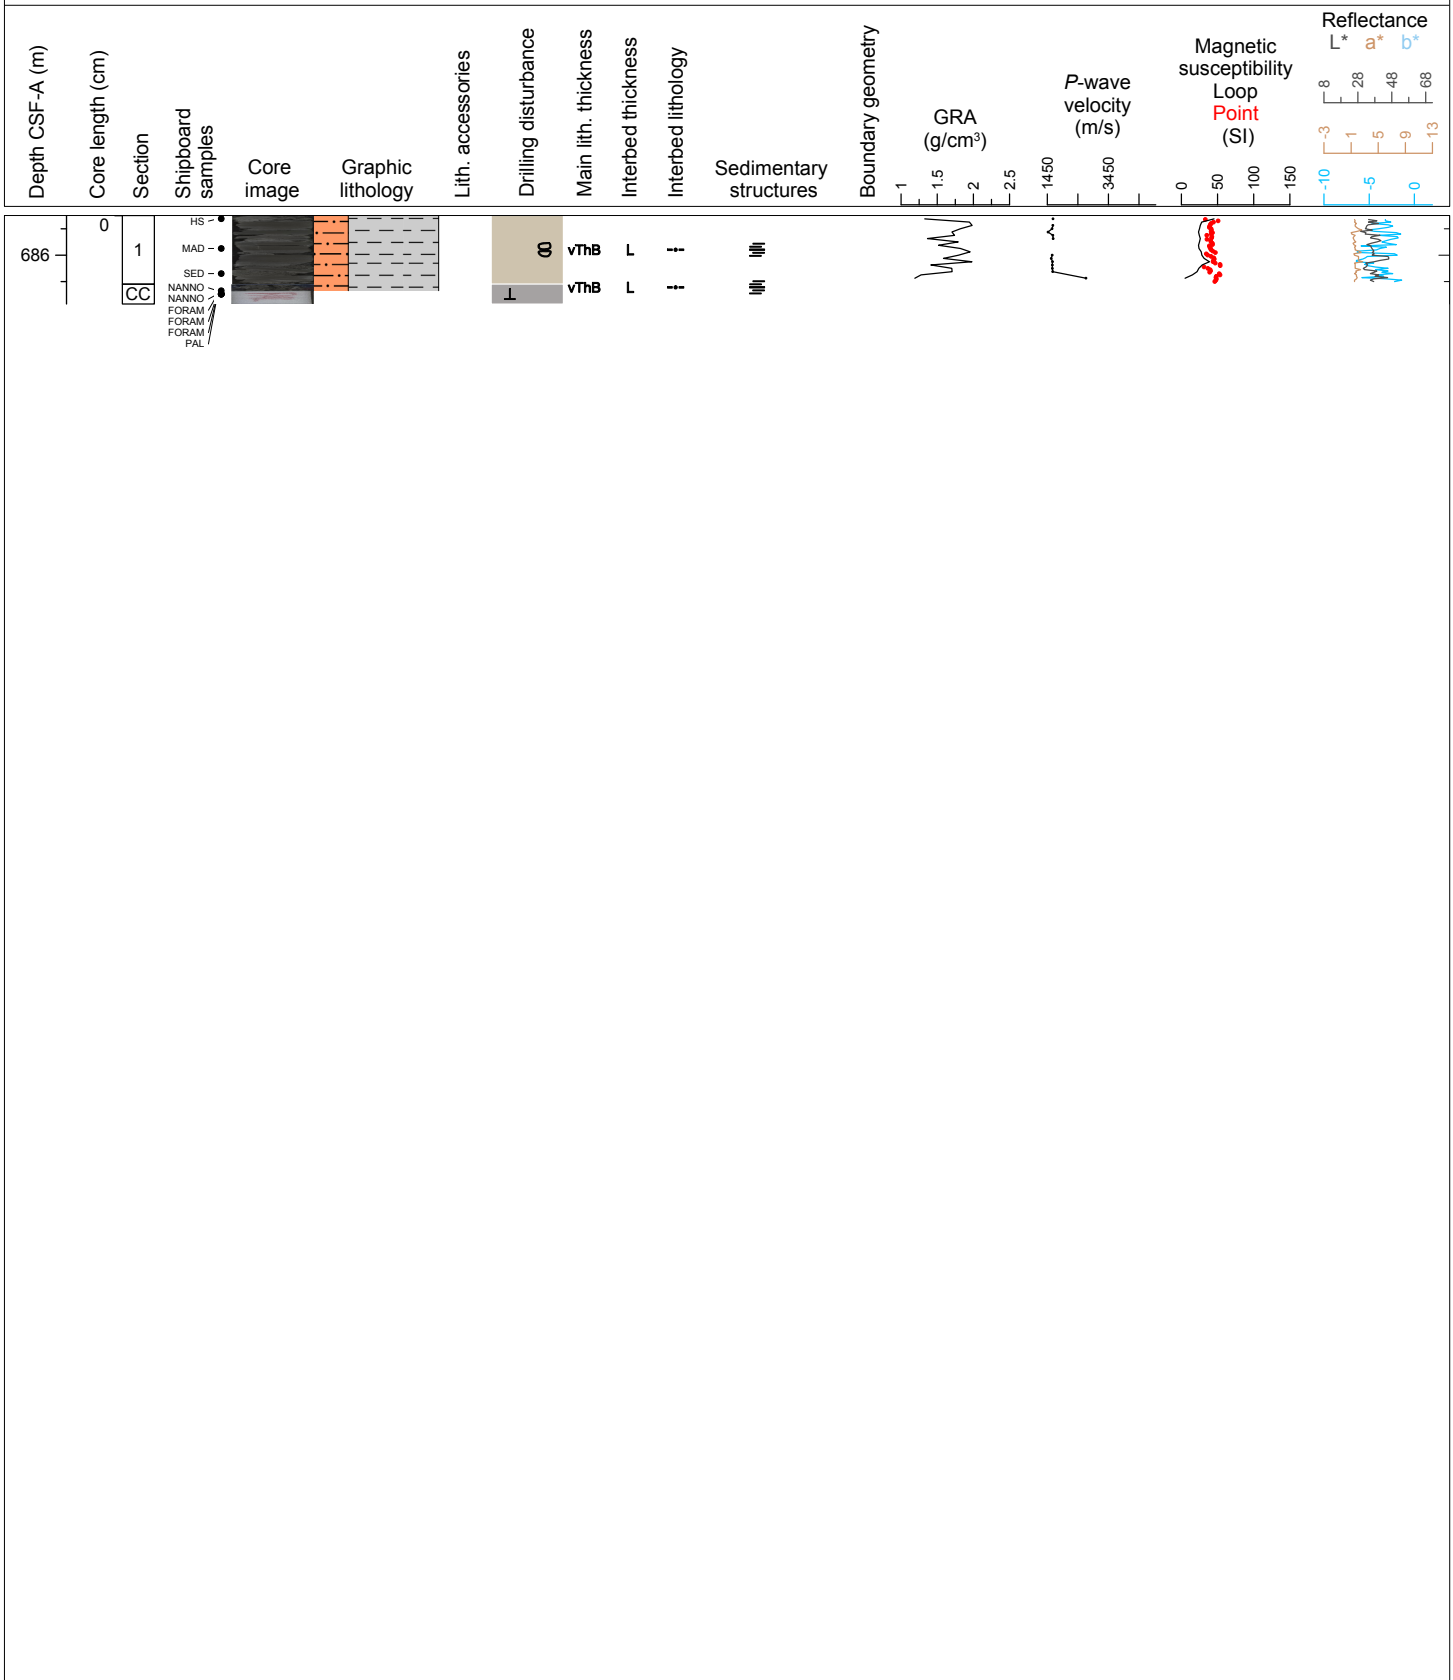 Depth CSF-A (m)
Core length (cm)
Section
Shipboard
samples
Core
image
Graphic
lithology
Lith. accessories
Drilling disturbance
Main lith. thickness
Interbed thickness
Interbed lithology
Sedimentary
structures
Boundary geometry
GRA
(g/cm³)
1 1.5 2 2.5
P-wave
velocity
(m/s)
1450 3450
Magnetic
susceptibility
Loop
Point
(SI)
0 50 100 150
Reflectance
L* a* b*
8 28 48 68
-3 1 5 9 13
-10 -5 0
0
686
1
CC
HS
MAD
SED
NANNO
NANNO
FORAM
FORAM
FORAM
PAL
vThB L
vThB L